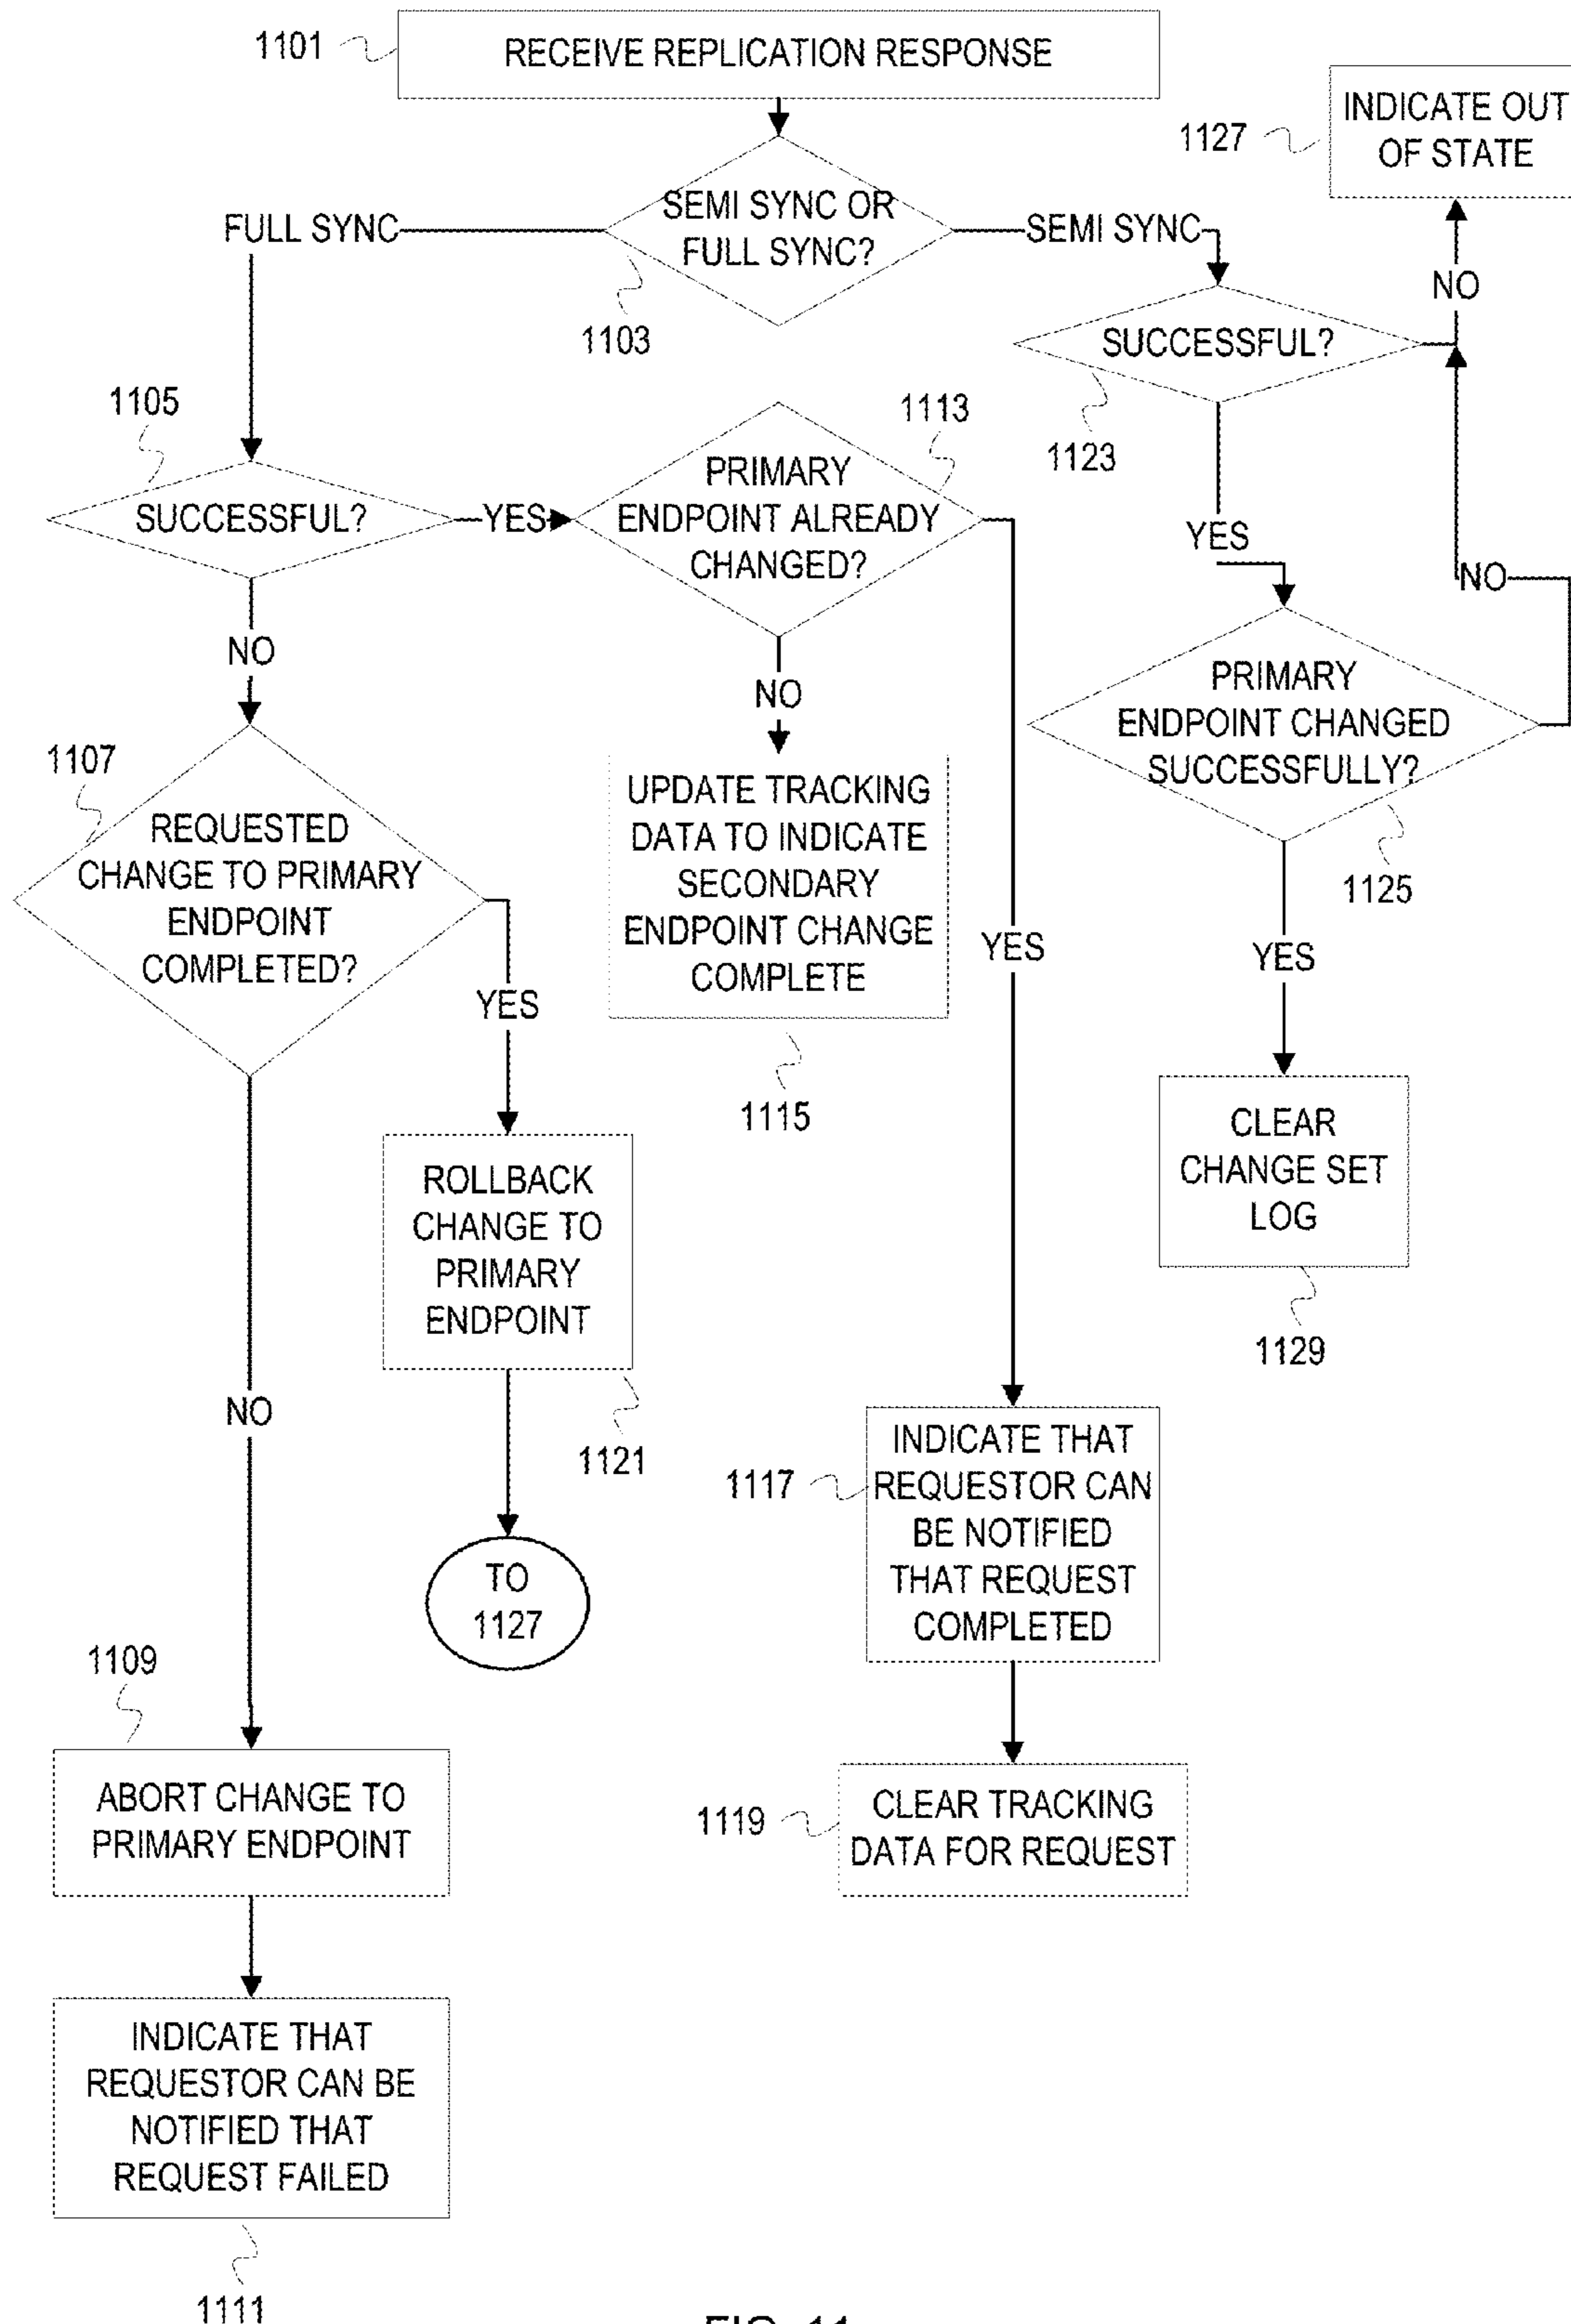 1101
RECEIVE REPLICATION RESPONSE
1127
INDICATE OUT
OF STATE
SEMI SYNC OR
FULL SYNC?
1103
FULL SYNC
SEMI SYNC
NO
SUCCESSFUL?
1123
1105
SUCCESSFUL?
YES
1113
PRIMARY
ENDPOINT ALREADY
CHANGED?
YES
NO
NO
NO
PRIMARY
ENDPOINT CHANGED
SUCCESSFULLY?
1125
1107
REQUESTED
CHANGE TO PRIMARY
ENDPOINT
COMPLETED?
UPDATE TRACKING
DATA TO INDICATE
SECONDARY
ENDPOINT CHANGE
COMPLETE
1115
YES
YES
YES
CLEAR
CHANGE SET
LOG
1129
ROLLBACK
CHANGE TO
PRIMARY
ENDPOINT
1121
NO
INDICATE THAT
REQUESTOR CAN
BE NOTIFIED
THAT REQUEST
COMPLETED
1117
TO
1127
1109
ABORT CHANGE TO
PRIMARY ENDPOINT
1119
CLEAR TRACKING
DATA FOR REQUEST
INDICATE THAT
REQUESTOR CAN BE
NOTIFIED THAT
REQUEST FAILED
1111
FIG. 11